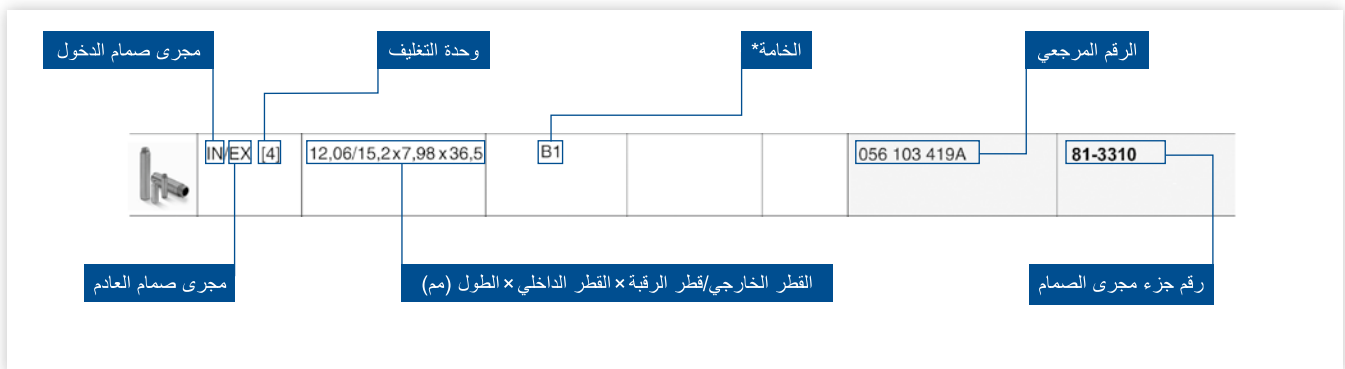 الرقم المرجعي
الخامة*
وحدة التغليف
مجرى صمام الدخول
IN/EX [4] 12,06/15,2x7,98x36,5 B1 056 103 419A 81-3310
رقم جزء مجرى الصمام
القطر الخارجي/قطر الرقبة × القطر الداخلي × الطول (مم)
مجرى صمام العادم